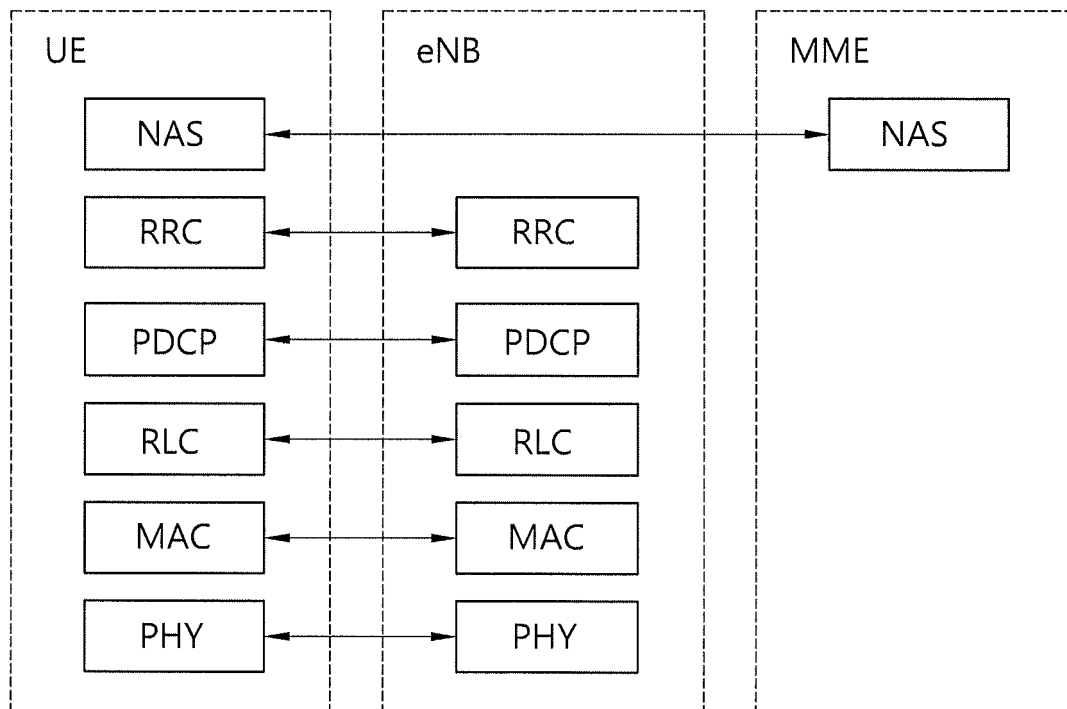 UE eNB MME
NAS NAS
RRC RRC
PDCP PDCP
RLC RLC
MAC MAC
PHY PHY